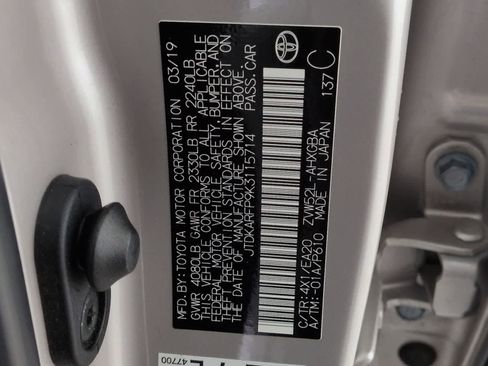 MFD.BY:TOYOTA MOTOR CORPORATION 03/19
GVWR 4980LB GAWR FR 2330LB RR 2240LB
THIS VEHICLE CONFORMS TO ALL APPLICABLE
FEDERAL MOTOR VEHICLE SAFETY,BUMPER,AND
THEFT PREVENTION STANDARDS IN EFFECT ON
THE DATE OF MANUFACTURE SHOWN ABOVE.
JTDKARFP9K3115714 PASS.CAR
C/TR:4X1/EA20 ZVW52L-AHXGBA
A/TM:-01A/P610 MADE IN JAPAN
137 C
47700